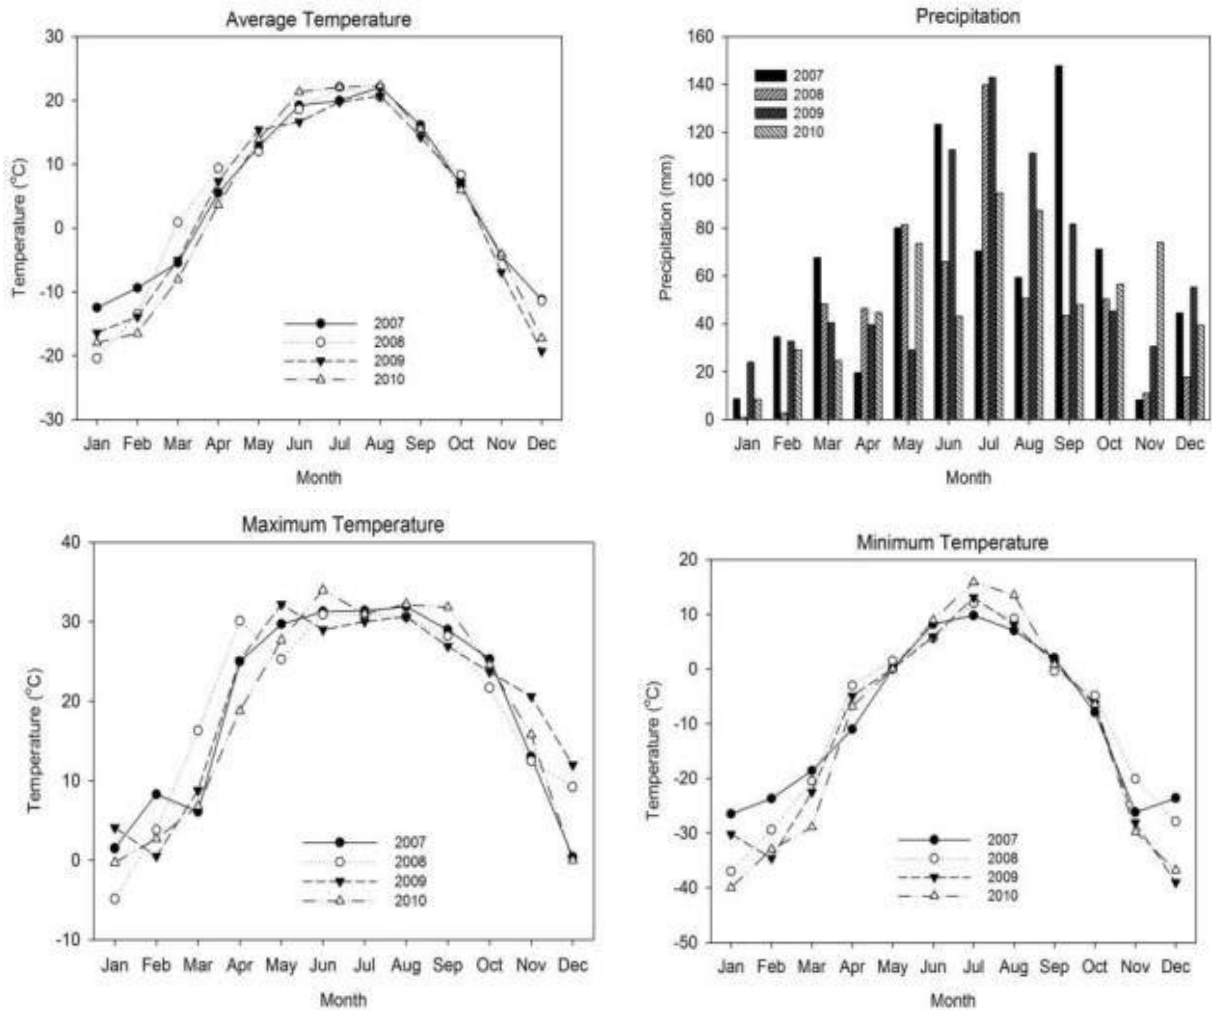 Average Temperature
30
20
10
0
-10
-20
-30
Temperature (°C)
2007
2008
2009
2010
Jan Feb Mar Apr May Jun Jul Aug Sep Oct Nov Dec
Month
Precipitation
160
140
120
100
80
60
40
20
0
Precipitation (mm)
2007
2008
2009
2010
Jan Feb Mar Apr May Jun Jul Aug Sep Oct Nov Dec
Month
Maximum Temperature
40
30
20
10
0
-10
Temperature (°C)
2007
2008
2009
2010
Jan Feb Mar Apr May Jun Jul Aug Sep Oct Nov Dec
Month
Minimum Temperature
20
10
0
-10
-20
-30
-40
-50
Temperature (°C)
2007
2008
2009
2010
Jan Feb Mar Apr May Jun Jul Aug Sep Oct Nov Dec
Month